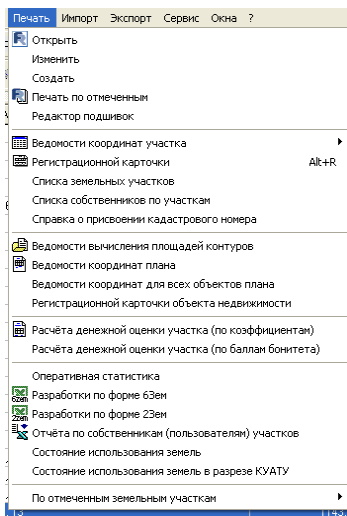 Печать Импорт Экспорт Сервис Окна ?
Открыть
Изменить
Создать
Печать по отмеченным
Редактор подшивок
Ведомости координат участка
Регистрационной карточки Alt+R
Списка земельных участков
Списка собственников по участкам
Справка о присвоении кадастрового номера
Ведомости вычисления площадей контуров
Ведомости координат плана
Ведомости координат для всех объектов плана
Регистрационной карточки объекта недвижимости
Расчёта денежной оценки участка (по коэффициентам)
Расчёта денежной оценки участка (по баллам бонитета)
Оперативная статистика
Разработки по форме 6Зем
Разработки по форме 2Зем
Отчёта по собственникам (пользователям) участков
Состояние использования земель
Состояние использования земель в разрезе КУАТУ
По отмеченным земельным участкам